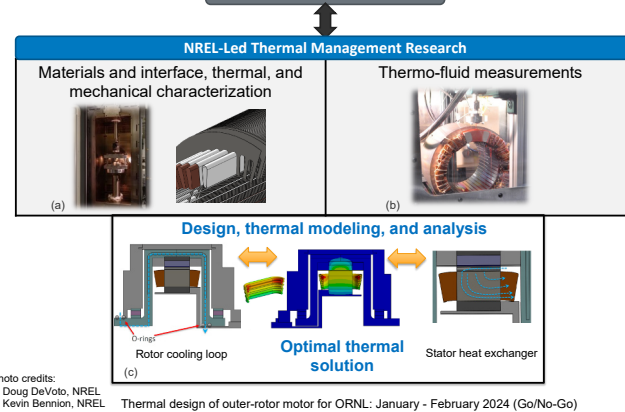 NREL-Led Thermal Management Research
Materials and interface, thermal, and
mechanical characterization
Thermo-fluid measurements
(a)
(b)
Design, thermal modeling, and analysis
O-rings
Rotor cooling loop
Optimal thermal
solution
Stator heat exchanger
(c)
hoto credits:
Doug DeVoto, NREL
Kevin Bennion, NREL
Thermal design of outer-rotor motor for ORNL: January - February 2024 (Go/No-Go)